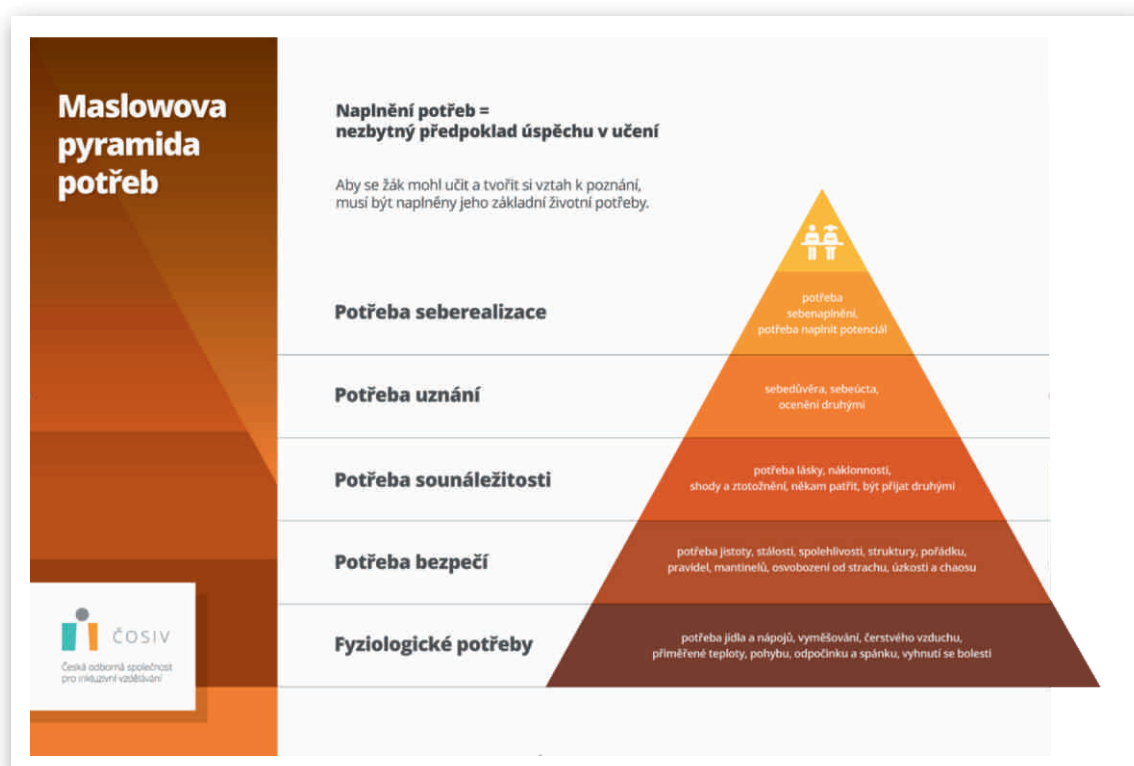 Maslowova
pyramida
potřeb
Naplnění potřeb =
nezbytný předpoklad úspěchu v učení
Aby se žák mohl učit a tvořit si vztah k poznání,
musí být naplněny jeho základní životní potřeby.
Potřeba seberealizace
potřeba
sebenaplnění,
potřeba naplnit potenciál
Potřeba uznání
sebedůvěra, sebeúcta,
ocenění druhými
Potřeba sounáležitosti
potřeba lásky, náklonnosti,
shody a ztotožnění, někam patřit, být přijat druhými
Potřeba bezpečí
potřeba jistoty, stálosti, spolehlivosti, struktury, pořádku,
pravidel, mantinelů, osvobození od strachu, úzkosti a chaosu
Fyziologické potřeby
potřeba jídla a nápojů, vyměšování, čerstvého vzduchu,
přiměřené teploty, pohybu, odpočinku a spánku, vyhnutí se bolesti
ČOSIV
Česká odborná společnost
pro inkluzivní vzdělávání